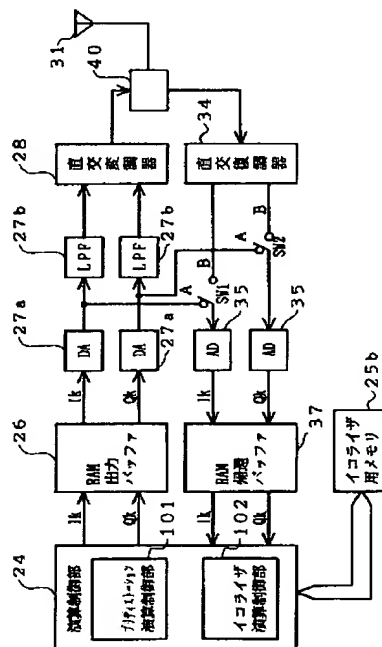 24
演算制御部
プリディストーション
演算制御部
101
イコライザ
演算制御部
102
Ik
Qk
Ik
Qk
26
RAM
出力
バッファ
RAM
帰還
バッファ
37
Ik
Qk
Ik
Qk
イコライザ
用メモリ
25b
27a
DA
DA
27a
AD
35
AD
35
27b
LPF
LPF
27b
A
B
SW1
A
B
SW2
28
直交変調器
34
直交復調器
31
40